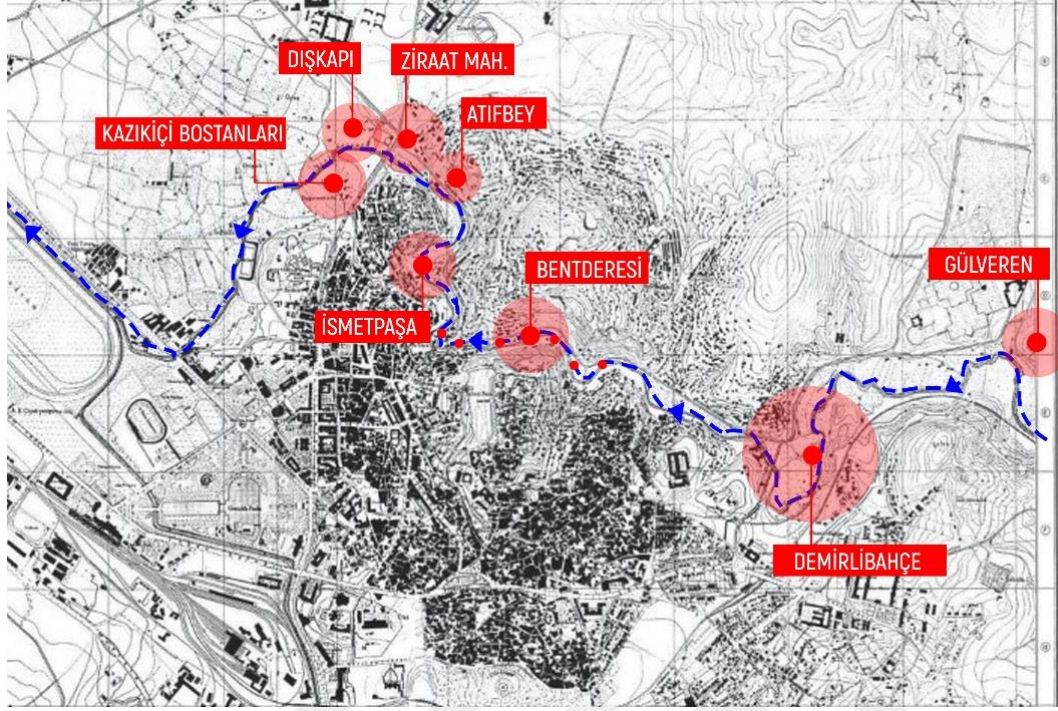 DIŞKAPI
ZİRAAT MAH.
ATIFBEY
KAZIKİÇİ BOSTANLARI
BENTDERESİ
GÜLVEREN
İSMETPAŞA
H.
DEMİRLİBAHÇE